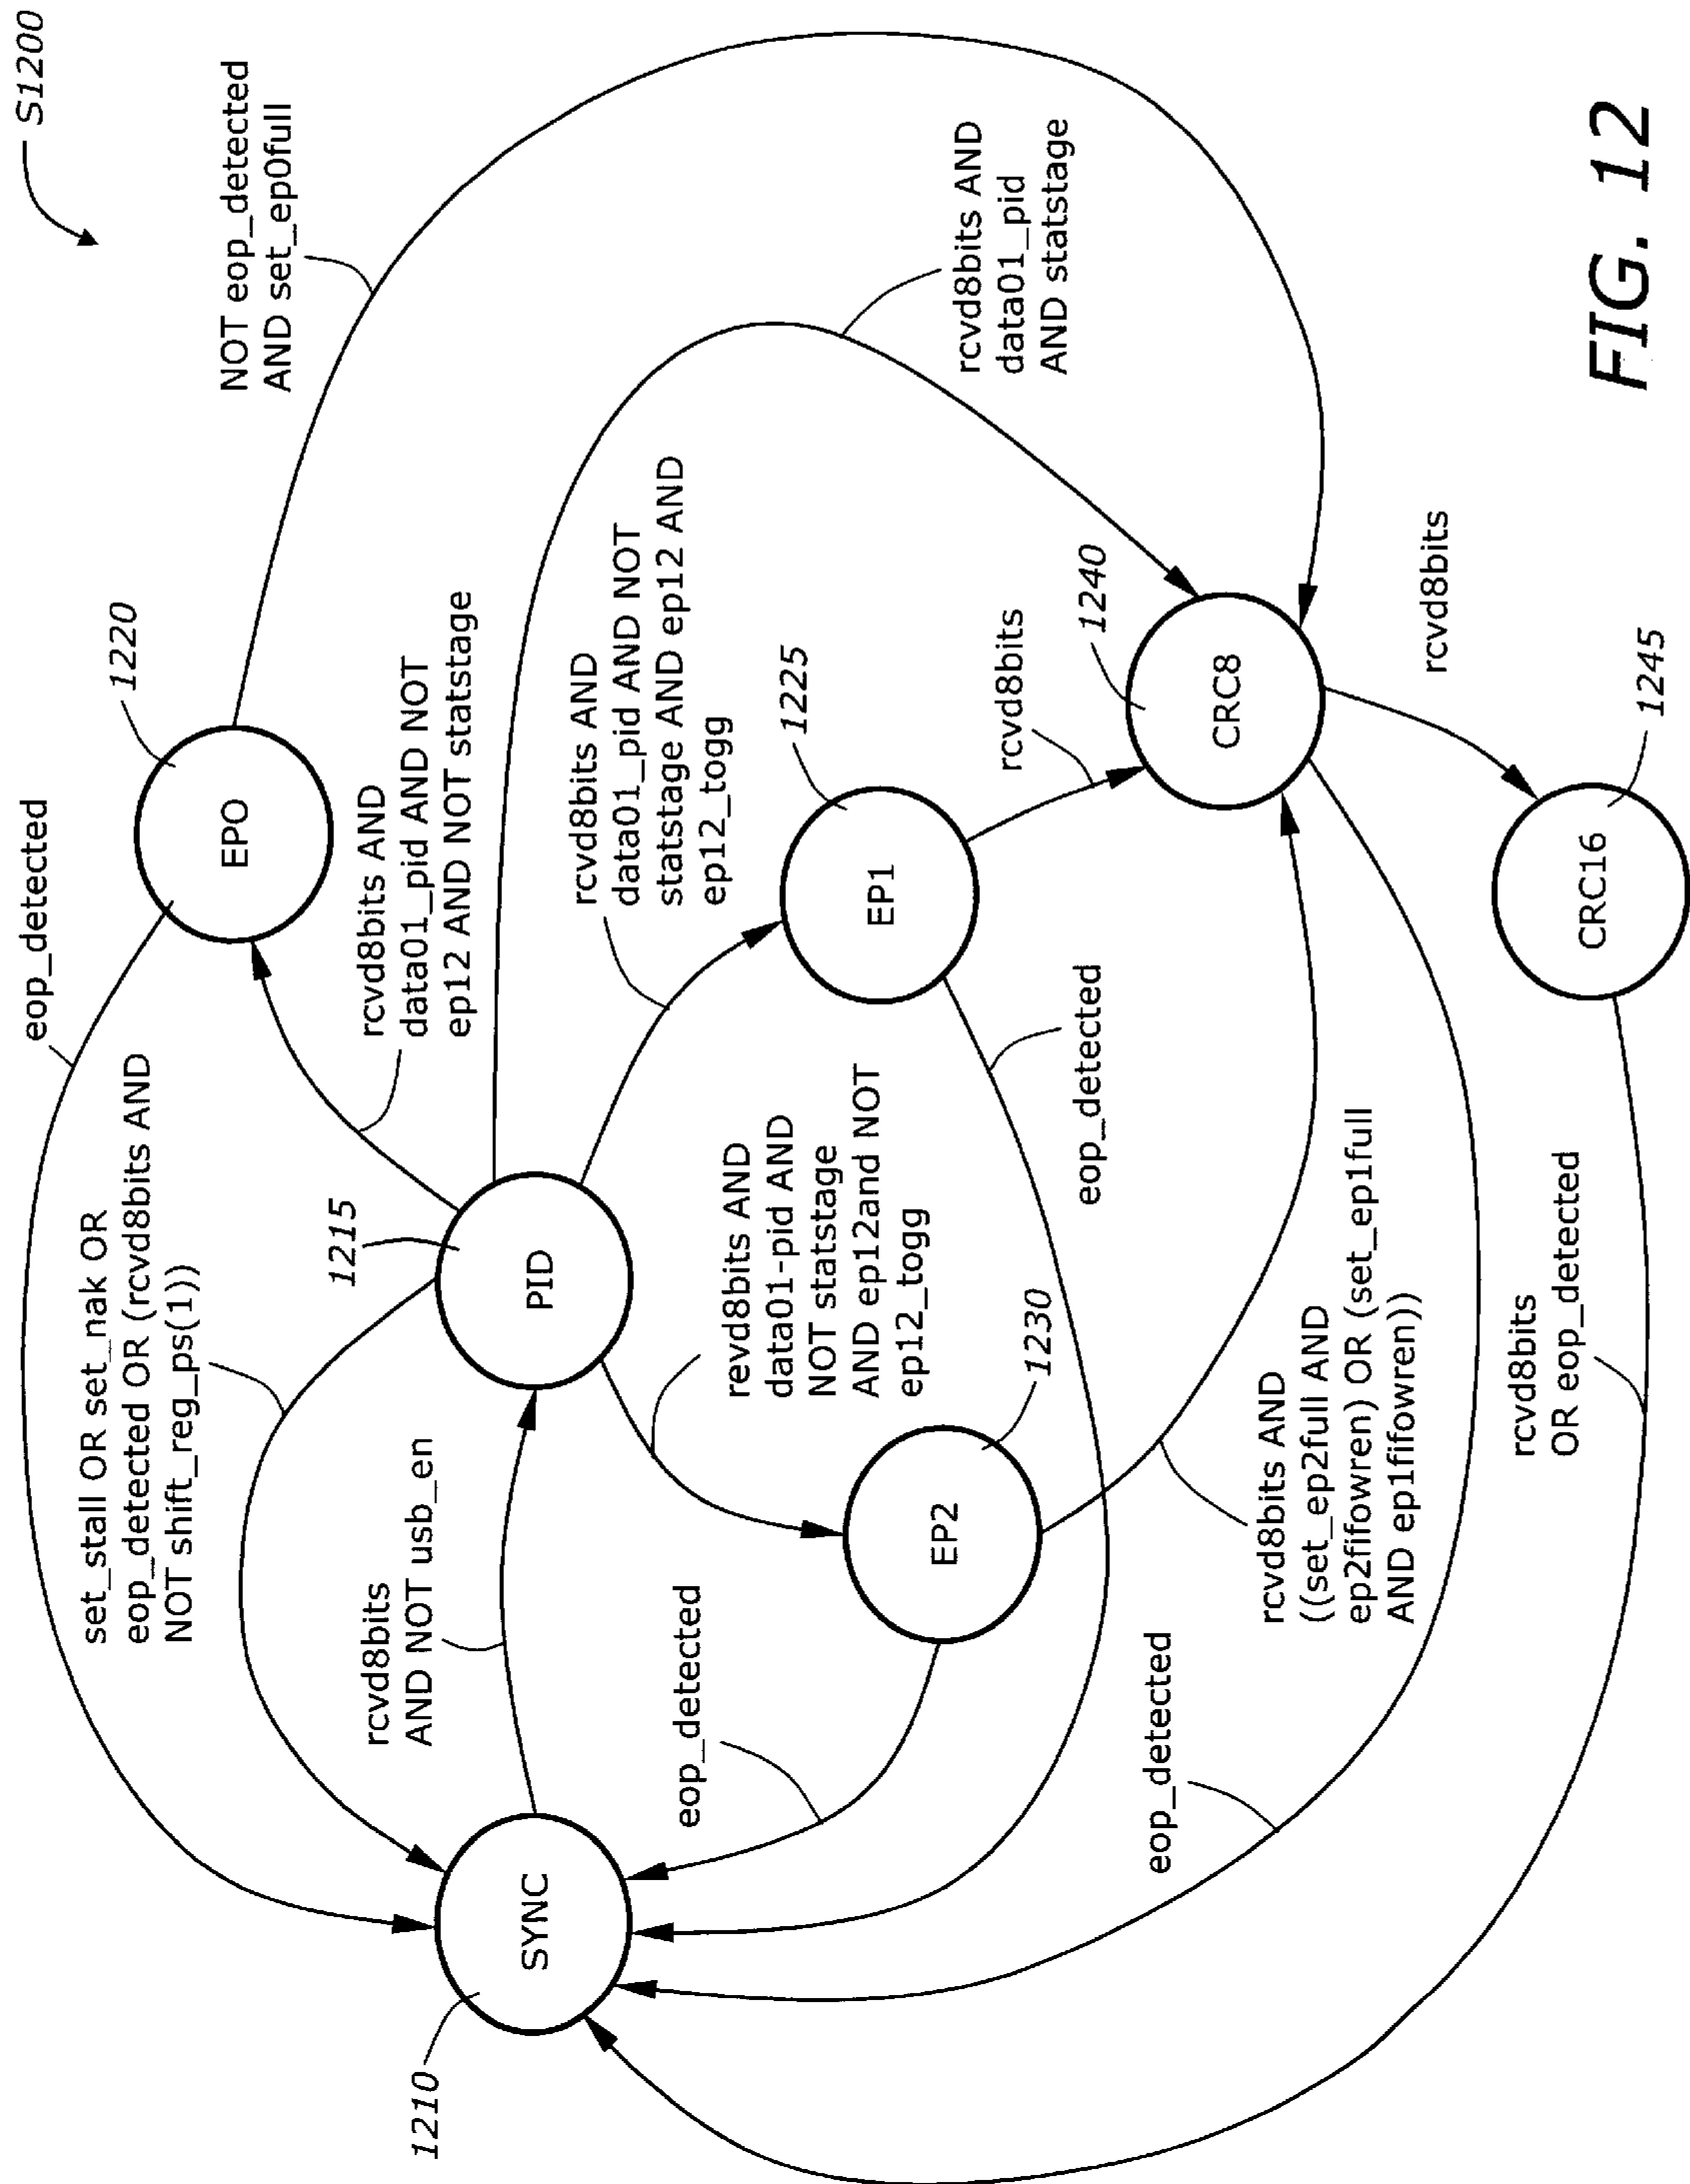 S1200
eop_detected
1220
EPO
NOT eop_detected
AND set_ep0full
set_stall OR set_nak OR
eop_detected OR (rcvd8bits AND
NOT shift_reg_ps(1))
1215
PID
rcvd8bits AND
data01_pid AND NOT
ep12 AND NOT statstage
rcvd8bits AND
data01_pid
AND statstage
rcvd8bits AND
data01_pid AND NOT
statstage AND ep12 AND
ep12_togg
1210
SYNC
rcvd8bits
AND NOT usb_en
revd8bits AND
data01-pid AND
NOT statstage
AND ep12and NOT
ep12_togg
1225
EP1
rcvd8bits
1240
CRC8
eop_detected
EP2
1230
eop_detected
rcvd8bits AND
((set_ep2full AND
ep2fifowren) OR (set_ep1full
AND ep1fifowren))
rcvd8bits
eop_detected
rcvd8bits
OR eop_detected
CRC16
1245
FIG. 12